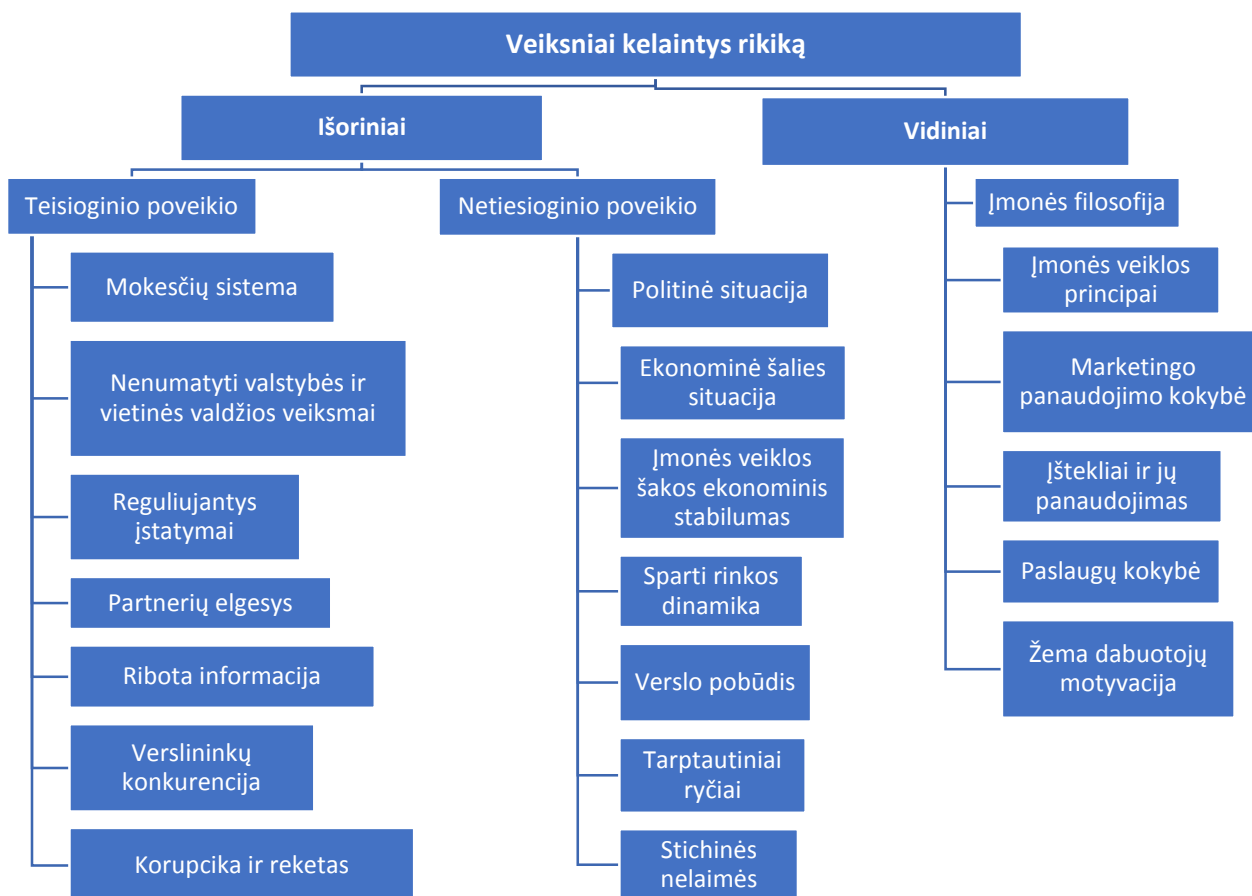 Veiksniai kelaintys rikiką
Išoriniai
Vidiniai
Teisioginio poveikio
Mokesčių sistema
Nenumatyti valstybės ir
vietinės valdžios veiksmai
Reguliujantys
įstatymai
Partnerių elgesys
Ribota informacija
Verslininkų
konkurencija
Korupcika ir reketas
Netiesioginio poveikio
Politinė situacija
Ekonominė šalies
situacija
Įmonės veiklos
šakos ekonominis
stabilumas
Sparti rinkos
dinamika
Verslo pobūdis
Tarptautiniai
ryčiai
Stichinės
nelaimės
Įmonės filosofija
Įmonės veiklos
principai
Marketingo
panaudojimo kokybė
Įštekliai ir jų
panaudojimas
Paslaugų kokybė
Žema dabuotojų
motyvacija